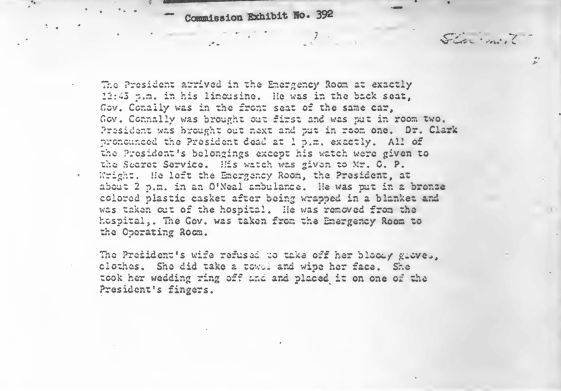 Commission Exhibit No. 392
The President arrived in the Emergency Room at exactly
12:43 p.m. in his limousine. He was in the back seat,
Gov. Conally was in the front seat of the same car,
Gov. Connally was brought out first and was put in room two.
President was brought out next and put in room one. Dr. Clark
pronounced the President dead at 1 p.m. exactly. All of
the President's belongings except his watch were given to
the Secret Service. His watch was given to Mr. O. P.
Wright. He left the Emergency Room, the President, at
about 2 p.m. in an O'Neal ambulance. He was put in a bronze
colored plastic casket after being wrapped in a blanket and
was taken out of the hospital. He was removed from the
hospital,. The Gov. was taken from the Emergency Room to
the Operating Room.
The President's wife refused to take off her bloody gloves,
clothes. She did take a towel and wipe her face. She
took her wedding ring off and and placed it on one of the
President's fingers.